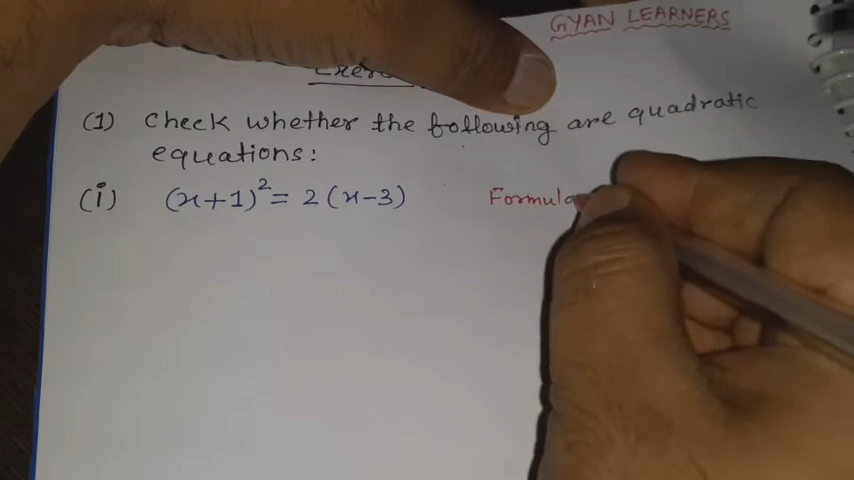 GYAN LEARNERS
(1) Check whether the following are quadratic
equations:
(i) (x+1)² = 2(x-3) Formula